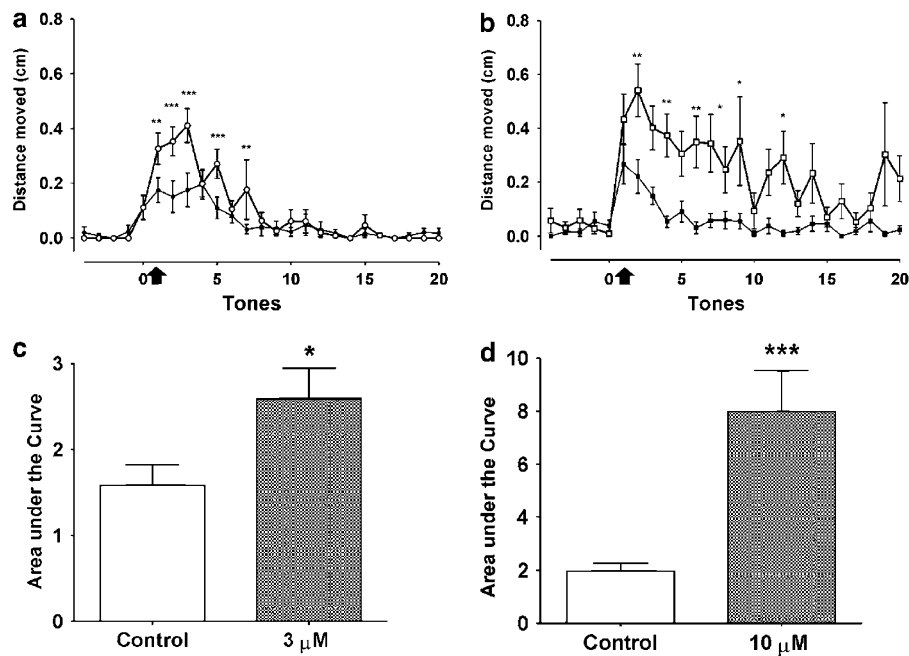 a
Distance moved (cm)
0.8
0.6
0.4
0.2
0.0
** *** *** *** **
0 5 10 15 20
Tones
b
Distance moved (cm)
0.8
0.6
0.4
0.2
0.0
** ** ** * * *
0 5 10 15 20
Tones
c
Area under the Curve
3
2
1
0
*
Control 3 μM
d
Area under the Curve
10
8
6
4
2
0
***
Control 10 μM